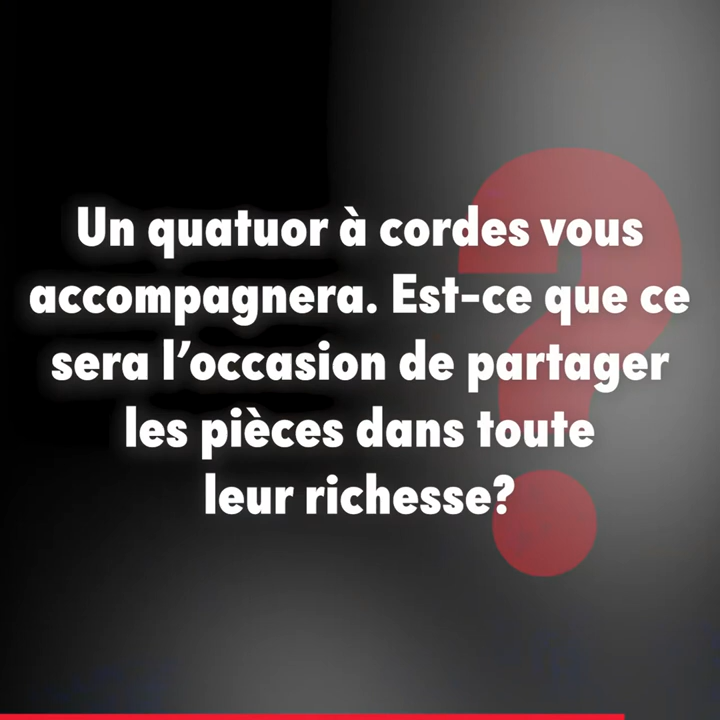 Un quatuor à cordes vous
accompagnera. Est-ce que ce
sera l’occasion de partager
les pièces dans toute
leur richesse?